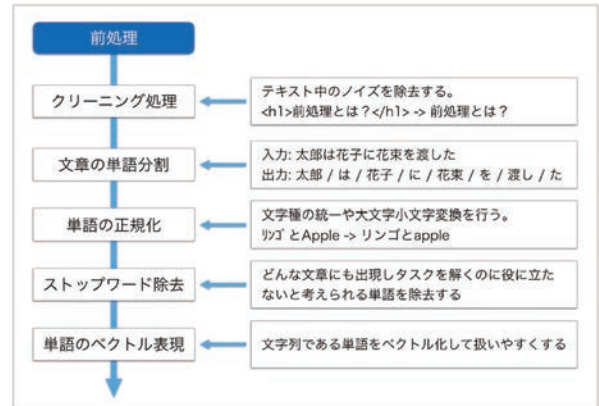 前処理
クリーニング処理
テキスト中のノイズを除去する。
<h1>前処理とは？</h1> -> 前処理とは？
文章の単語分割
入力: 太郎は花子に花束を渡した
出力: 太郎 / は / 花子 / に / 花束 / を / 渡し / た
単語の正規化
文字種の統一や大文字小文字変換を行う。
ﾘﾝｺﾞ とApple -> リンゴとapple
ストップワード除去
どんな文章にも出現しタスクを解くのに役に立た
ないと考えられる単語を除去する
単語のベクトル表現
文字列である単語をベクトル化して扱いやすくする